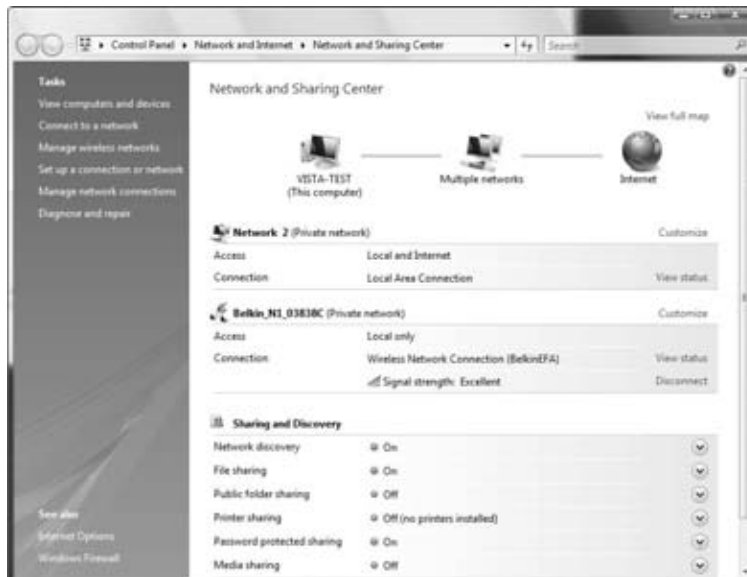 Control Panel ▸ Network and Internet ▸ Network and Sharing Center
Search
Tasks
View computers and devices
Connect to a network
Manage wireless networks
Set up a connection or network
Manage network connections
Diagnose and repair
See also
Internet Options
Windows Firewall
Network and Sharing Center
View full map
VISTA-TEST
(This computer)
Multiple networks
Internet
Network 2 (Private network)
Customize
Access
Local and Internet
Connection
Local Area Connection
View status
Belkin_N1_03838C (Private network)
Customize
Access
Local only
Connection
Wireless Network Connection (BelkinEFA)
View status
Signal strength: Excellent
Disconnect
Sharing and Discovery
Network discovery
On
File sharing
On
Public folder sharing
Off
Printer sharing
Off (no printers installed)
Password protected sharing
On
Media sharing
Off